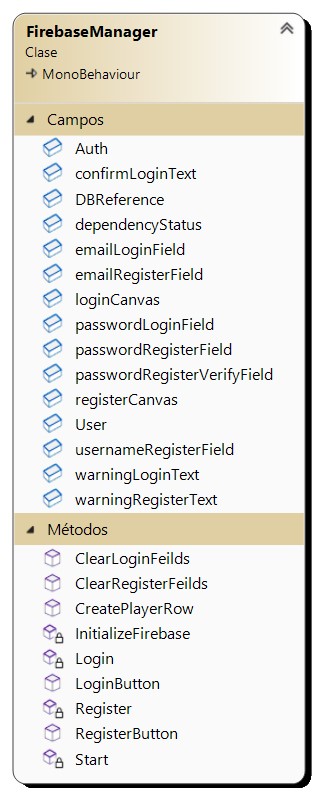 FirebaseManager
Clase
MonoBehaviour
Campos
Auth
confirmLoginText
DBReference
dependencyStatus
emailLoginField
emailRegisterField
loginCanvas
passwordLoginField
passwordRegisterField
passwordRegisterVerifyField
registerCanvas
User
usernameRegisterField
warningLoginText
warningRegisterText
Métodos
ClearLoginFeilds
ClearRegisterFeilds
CreatePlayerRow
InitializeFirebase
Login
LoginButton
Register
RegisterButton
Start